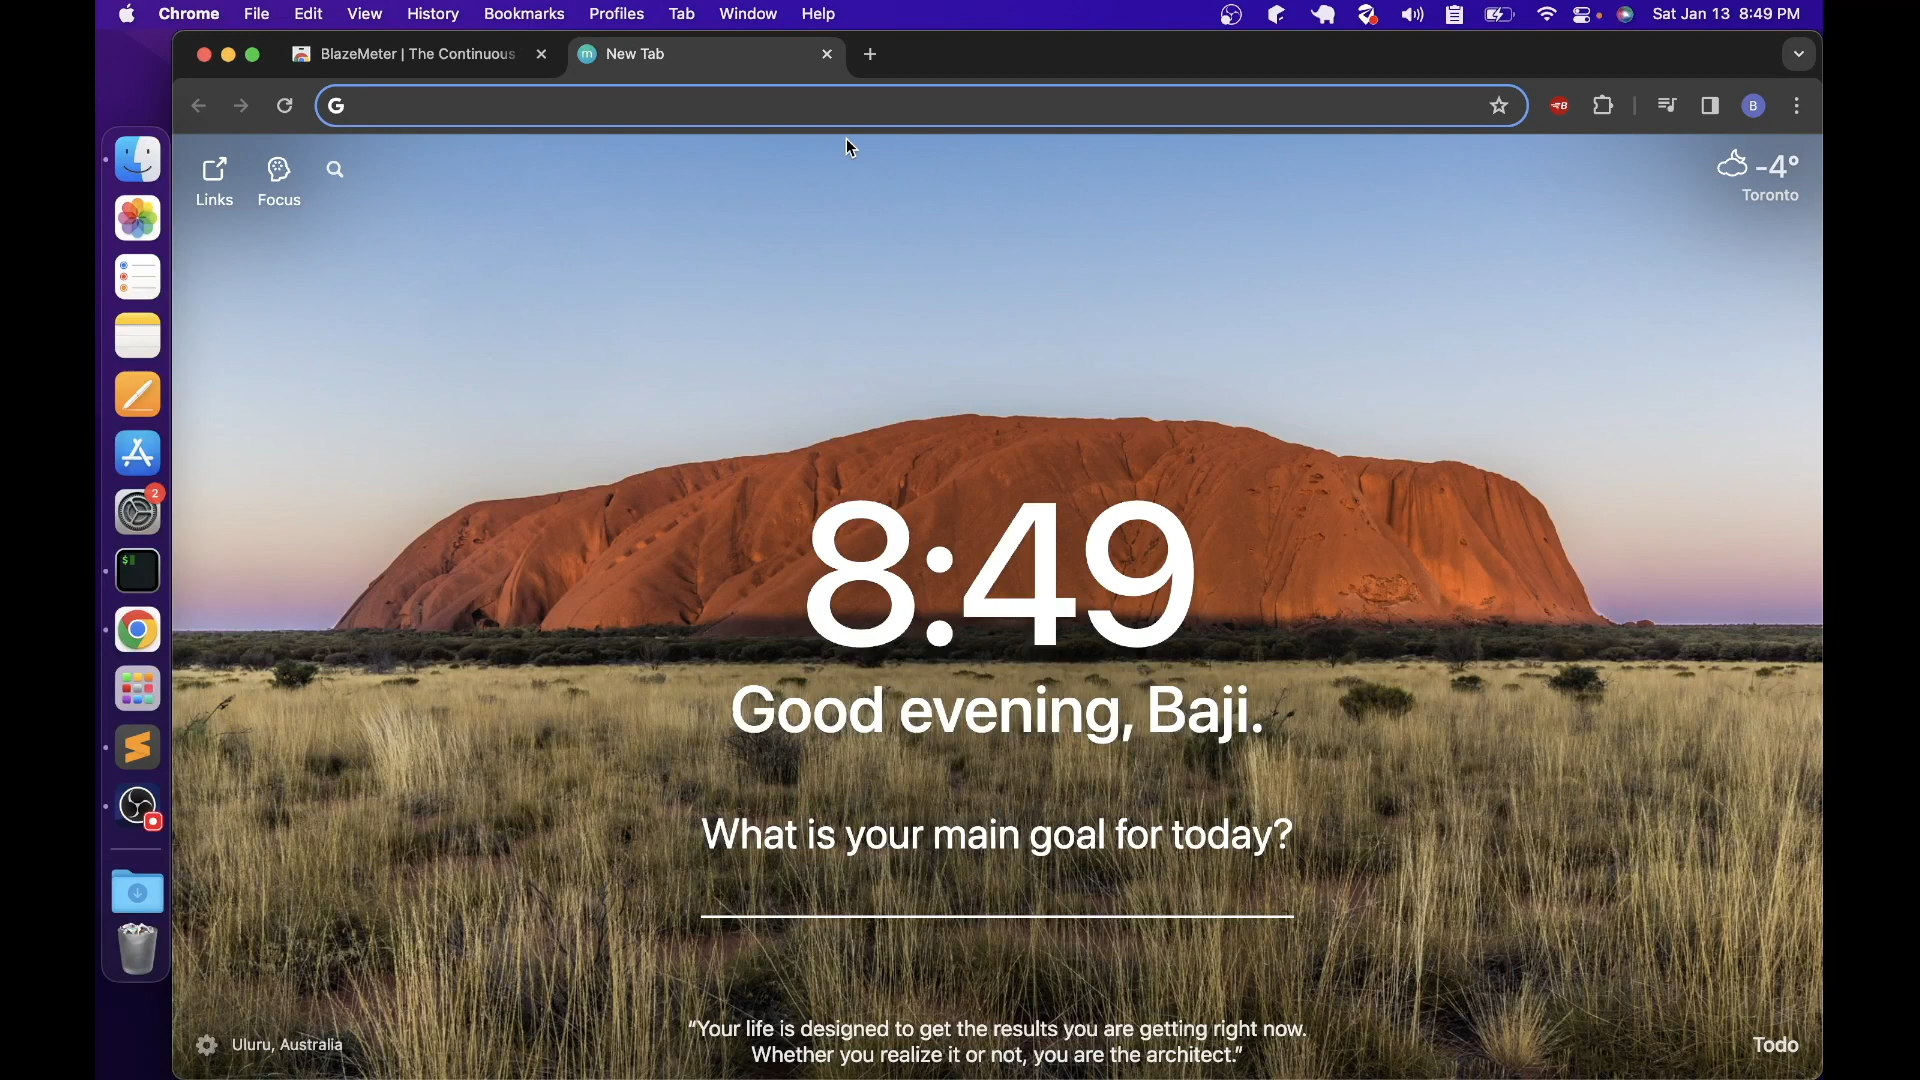 Chrome File Edit View History Bookmarks Profiles Tab Window Help Sat Jan 13 8:49 PM
BlazeMeter | The Continuous New Tab
Links Focus
-4°
Toronto
8:49
Good evening, Baji.
What is your main goal for today?
"Your life is designed to get the results you are getting right now.
Whether you realize it or not, you are the architect."
Uluru, Australia
Todo
2
$
B
B
m
G